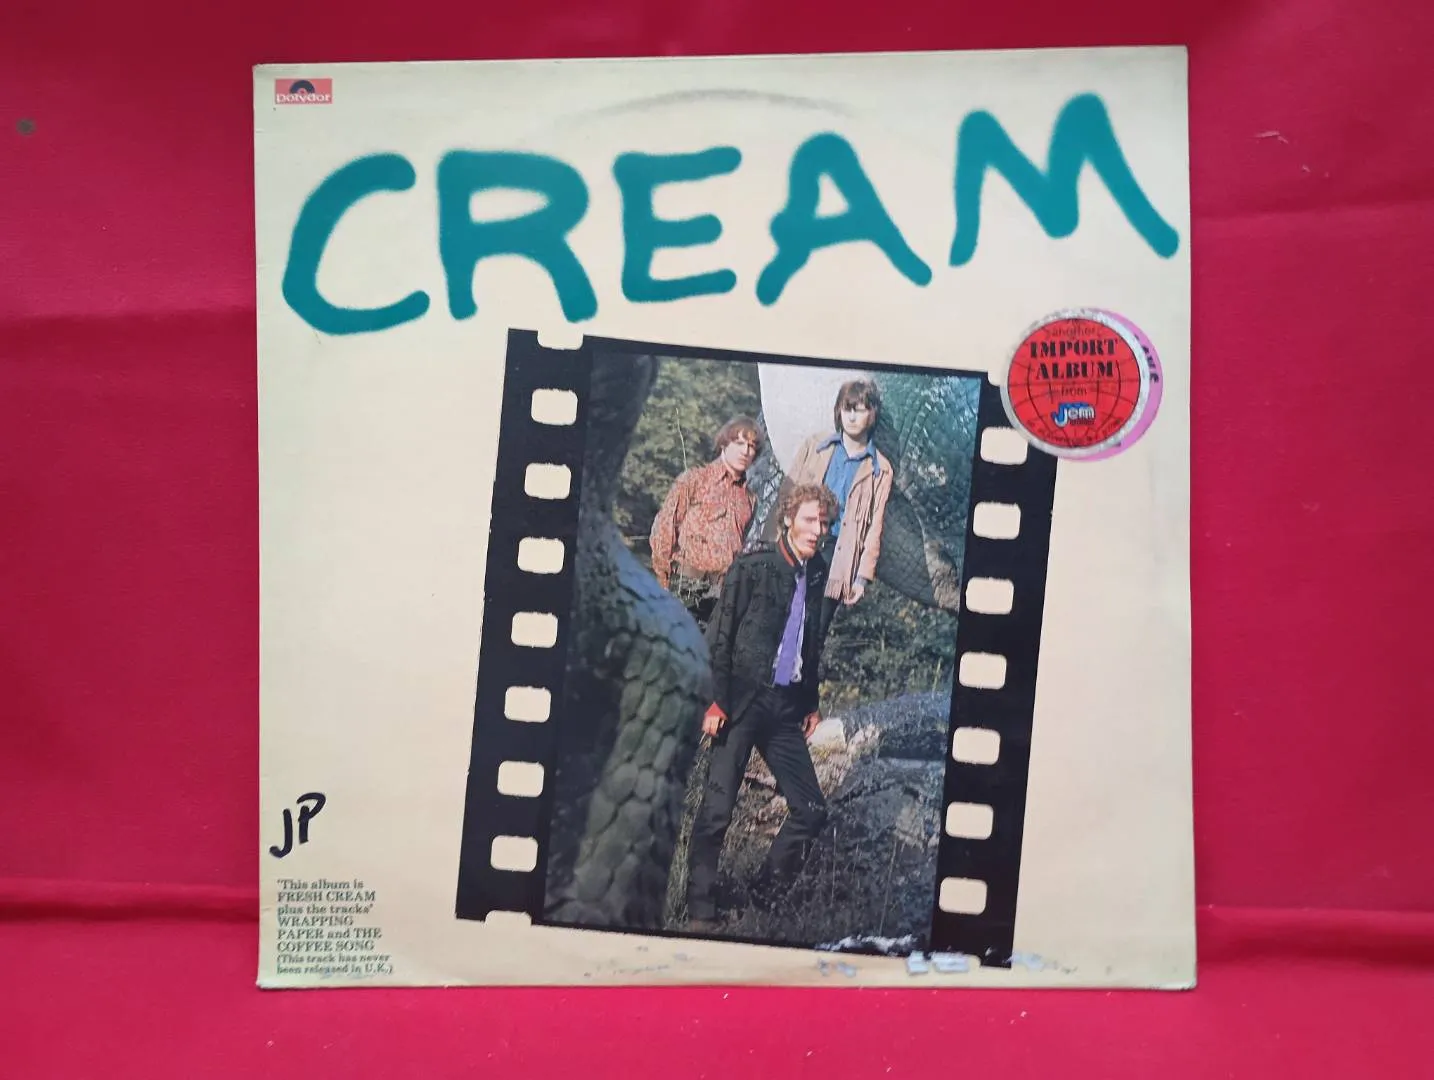 Polydor
CREAM
another
IMPORT
ALBUM
from
Jem
JP
'This album is
FRESH CREAM
plus the tracks'
WRAPPING
PAPER and THE
COFFEE SONG
(This track has never
been released in U.K.)